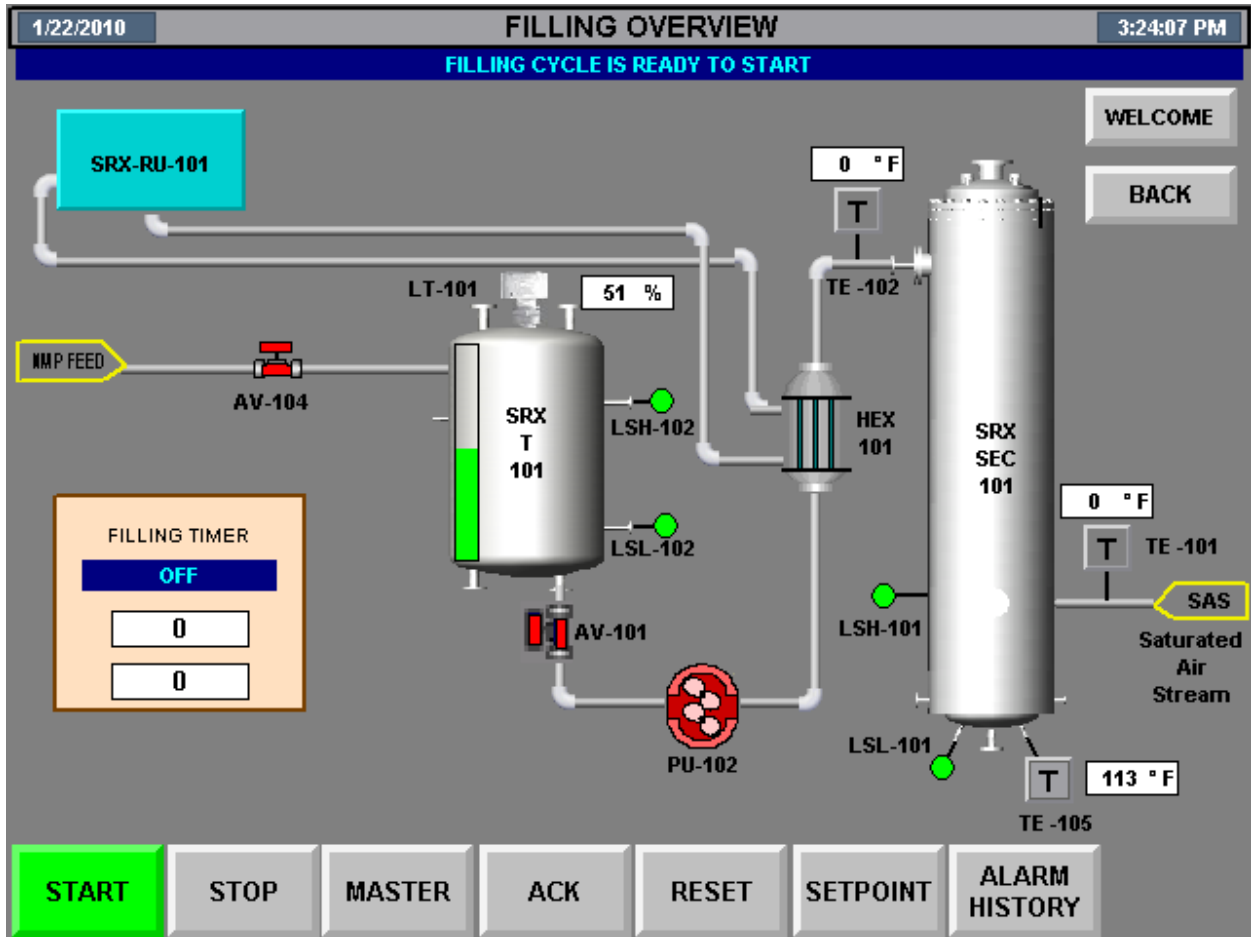 1/22/2010
FILLING OVERVIEW
3:24:07 PM
FILLING CYCLE IS READY TO START
WELCOME
SRX-RU-101
0 °F
BACK
T
LT-101
51 %
TE -102
NMP FEED
AV-104
SRX
T
101
LSH-102
HEX
101
SRX
SEC
101
0 °F
FILLING TIMER
OFF
0
0
LSL-102
T
TE -101
SAS
Saturated
Air
Stream
AV-101
LSH-101
PU-102
LSL-101
T
113 °F
TE -105
START
STOP
MASTER
ACK
RESET
SETPOINT
ALARM
HISTORY